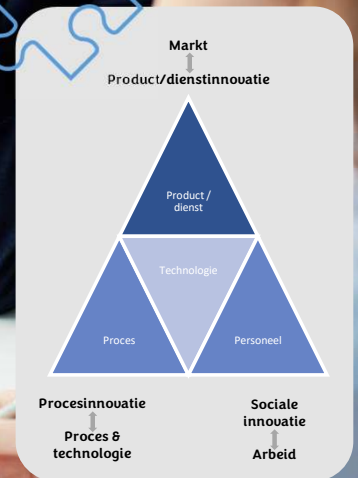 Markt
Product/dienstinnovatie
Product /
dienst
Technologie
Proces
Personeel
Procesinnovatie
Proces &
technologie
Sociale
innovatie
Arbeid